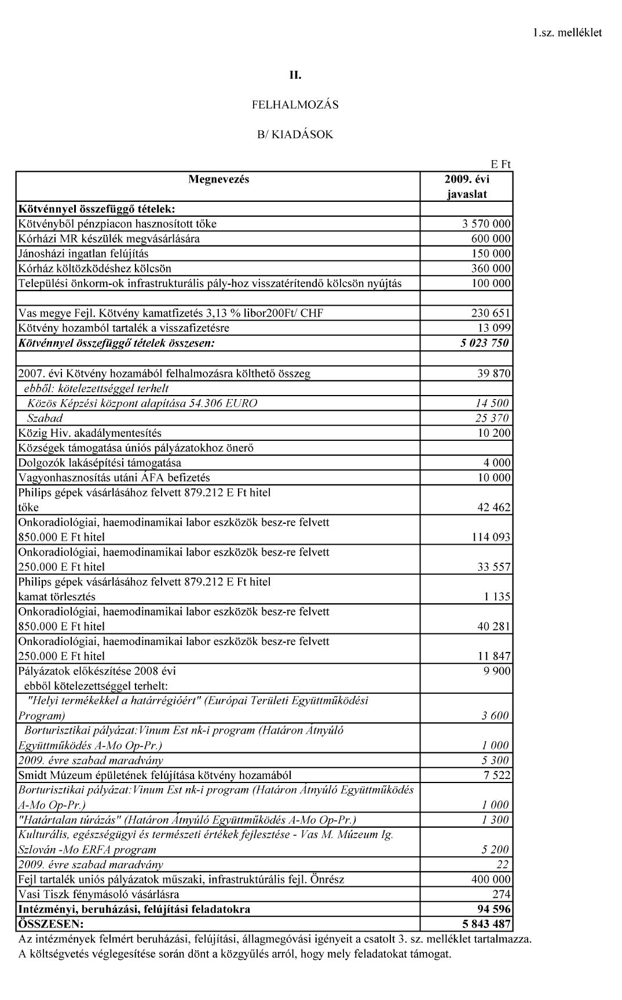 1.sz. melléklet
II.
FELHALMOZÁS
B/ KIADÁSOK
E Ft
Megnevezés 2009. évi
javaslat
Kötvénnyel összefüggő tételek:
Kötvényből pénzpiacon hasznosított tőke 3 570 000
Kórházi MR készülék megvásárlására 600 000
Jánosházi ingatlan felújítás 150 000
Kórház költözködéshez kölcsön 360 000
Települési önkorm-ok infrastrukturális pály-hoz visszatérítendő kölcsön nyújtás 100 000
Vas megye Fejl. Kötvény kamatfizetés 3,13 % libor200Ft/ CHF 230 651
Kötvény hozamból tartalék a visszafizetésre 13 099
Kötvénnyel összefüggő tételek összesen: 5 023 750
2007. évi Kötvény hozamából felhalmozásra költhető összeg 39 870
ebből: kötelezettséggel terhelt
Közös Képzési központ alapítása 54.306 EURO 14 500
Szabad 25 370
Közig Hiv. akadálymentesítés 10 200
Községek támogatása úniós pályázatokhoz önerő
Dolgozók lakásépítési támogatása 4 000
Vagyonhasznosítás utáni ÁFA befizetés 10 000
Philips gépek vásárlásához felvett 879.212 E Ft hitel
tőke 42 462
Onkoradiológiai, haemodinamikai labor eszközök besz-re felvett
850.000 E Ft hitel 114 093
Onkoradiológiai, haemodinamikai labor eszközök besz-re felvett
250.000 E Ft hitel 33 557
Philips gépek vásárlásához felvett 879.212 E Ft hitel
kamat törlesztés 1 135
Onkoradiológiai, haemodinamikai labor eszközök besz-re felvett
850.000 E Ft hitel 40 281
Onkoradiológiai, haemodinamikai labor eszközök besz-re felvett
250.000 E Ft hitel 11 847
Pályázatok előkészítése 2008 évi 9 900
ebből kötelezettséggel terhelt:
"Helyi termékekkel a határrégióért" (Európai Területi Együttműködési
Program) 3 600
Borturisztikai pályázat:Vinum Est nk-i program (Határon Átnyúló
Együttműködés A-Mo Op-Pr.) 1 000
2009. évre szabad maradvány 5 300
Smidt Múzeum épületének felújítása kötvény hozamából 7 522
Borturisztikai pályázat:Vinum Est nk-i program (Határon Átnyúló Együttműködés
A-Mo Op-Pr.) 1 000
"Határtalan túrázás" (Határon Átnyúló Együttműködés A-Mo Op-Pr.) 1 300
Kulturális, egészségügyi és természeti értékek fejlesztése - Vas M. Múzeum Ig.
Szlován -Mo ERFA program 5 200
2009. évre szabad maradvány 22
Fejl tartalék uniós pályázatok műszaki, infrastruktúrális fejl. Önrész 400 000
Vasi Tiszk fénymásoló vásárlásra 274
Intézményi, beruházási, felújítási feladatokra 94 596
ÖSSZESEN: 5 843 487
Az intézmények felmért beruházási, felújítási, állagmegóvási igényeit a csatolt 3. sz. melléklet tartalmazza.
A költségvetés véglegesítése során dönt a közgyűlés arról, hogy mely feladatokat támogat.